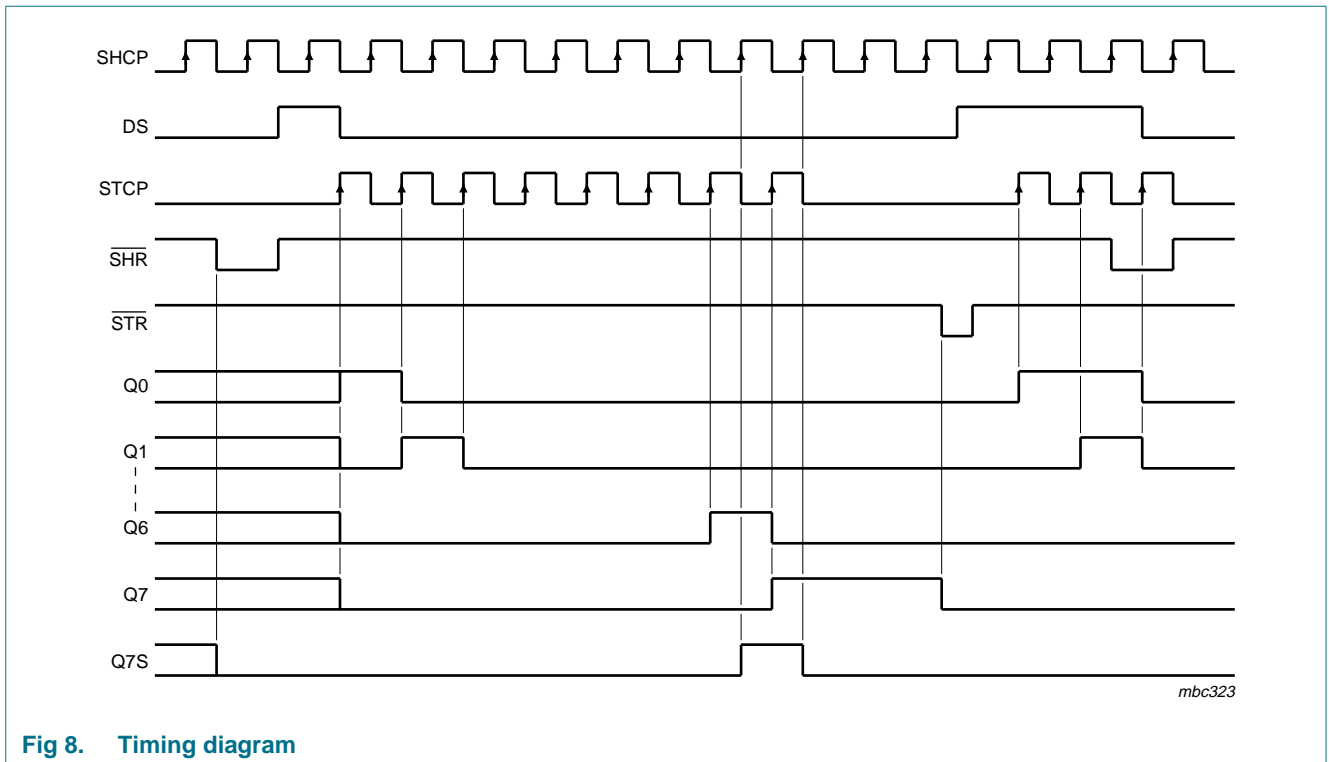 SHCP
DS
STCP
SHR
STR
Q0
Q1
Q6
Q7
Q7S
mbc323
Fig 8. Timing diagram